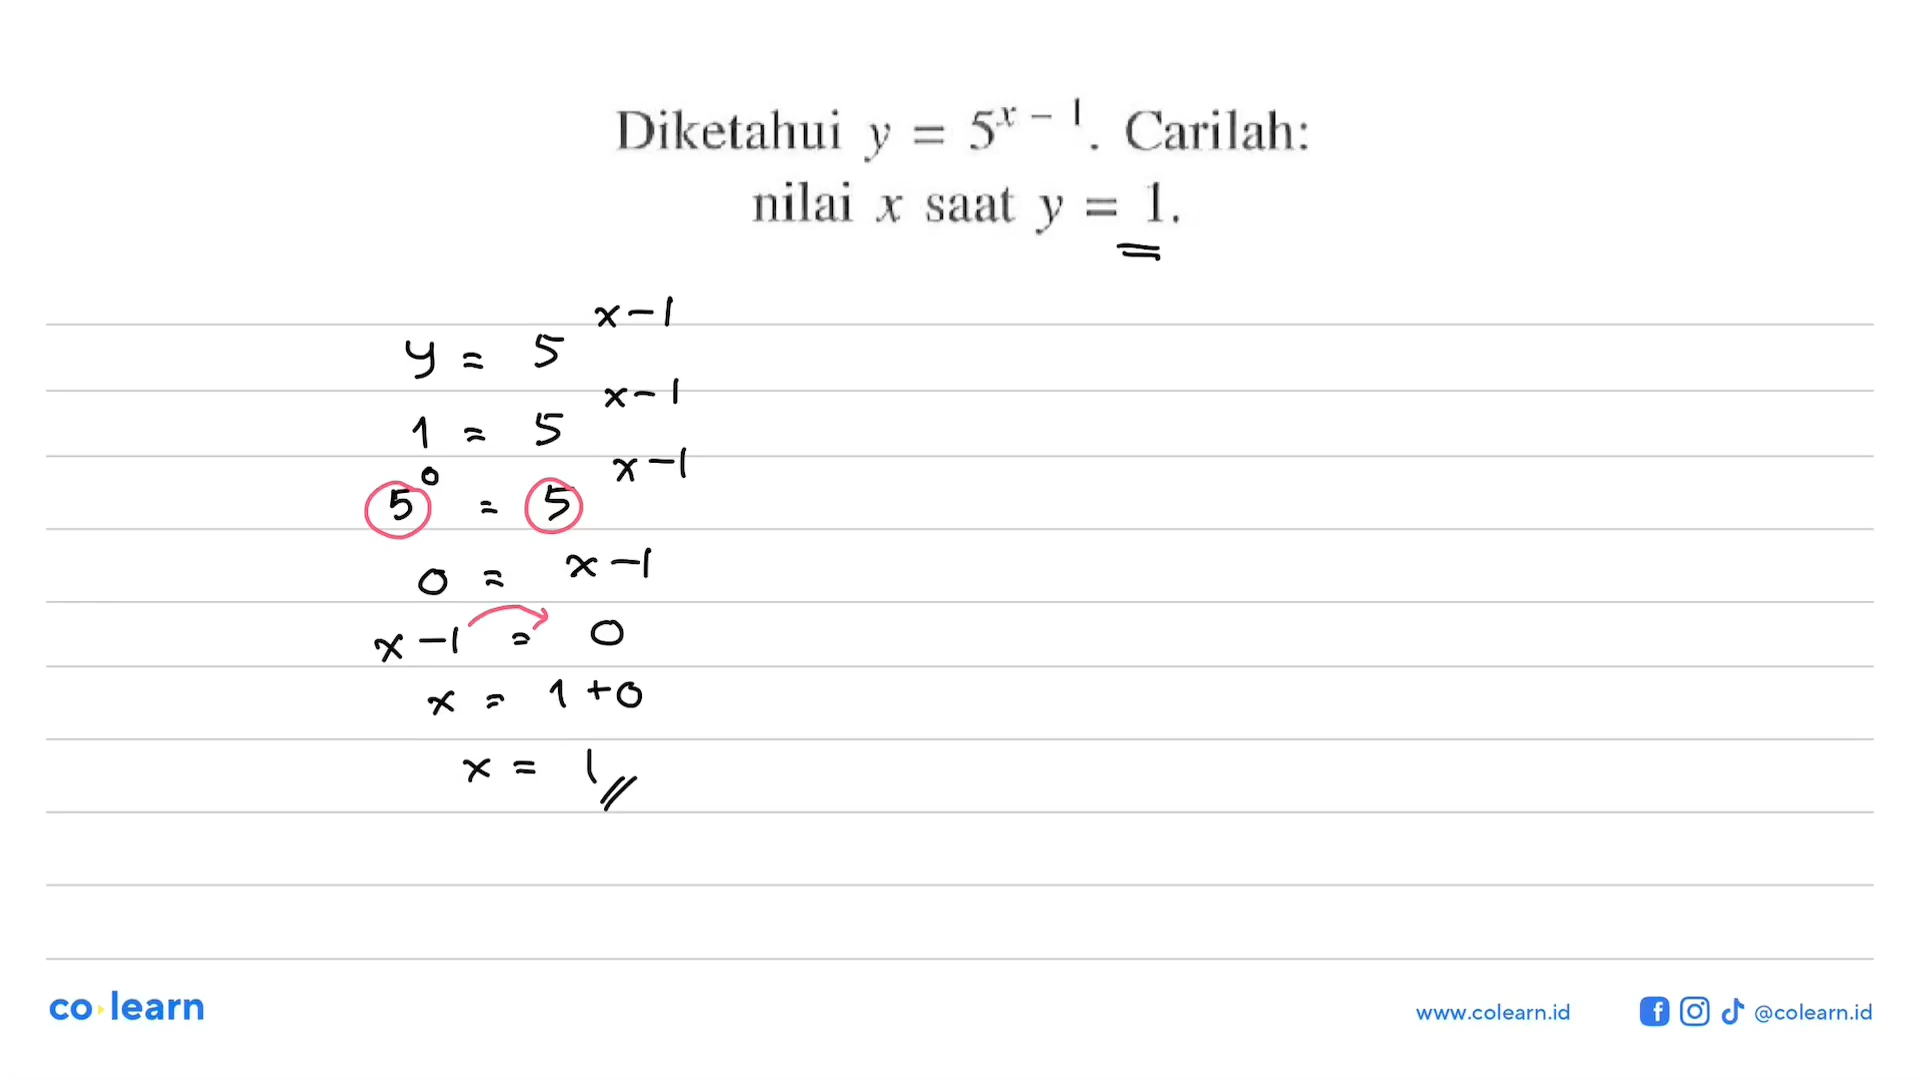 Diketahui y = 5^(x - 1). Carilah:
nilai x saat y = 1.
y = 5^(x-1)
1 = 5^(x-1)
5^0 = 5^(x-1)
0 = x-1
x-1 = 0
x = 1+0
x = 1
co learn
www.colearn.id @colearn.id